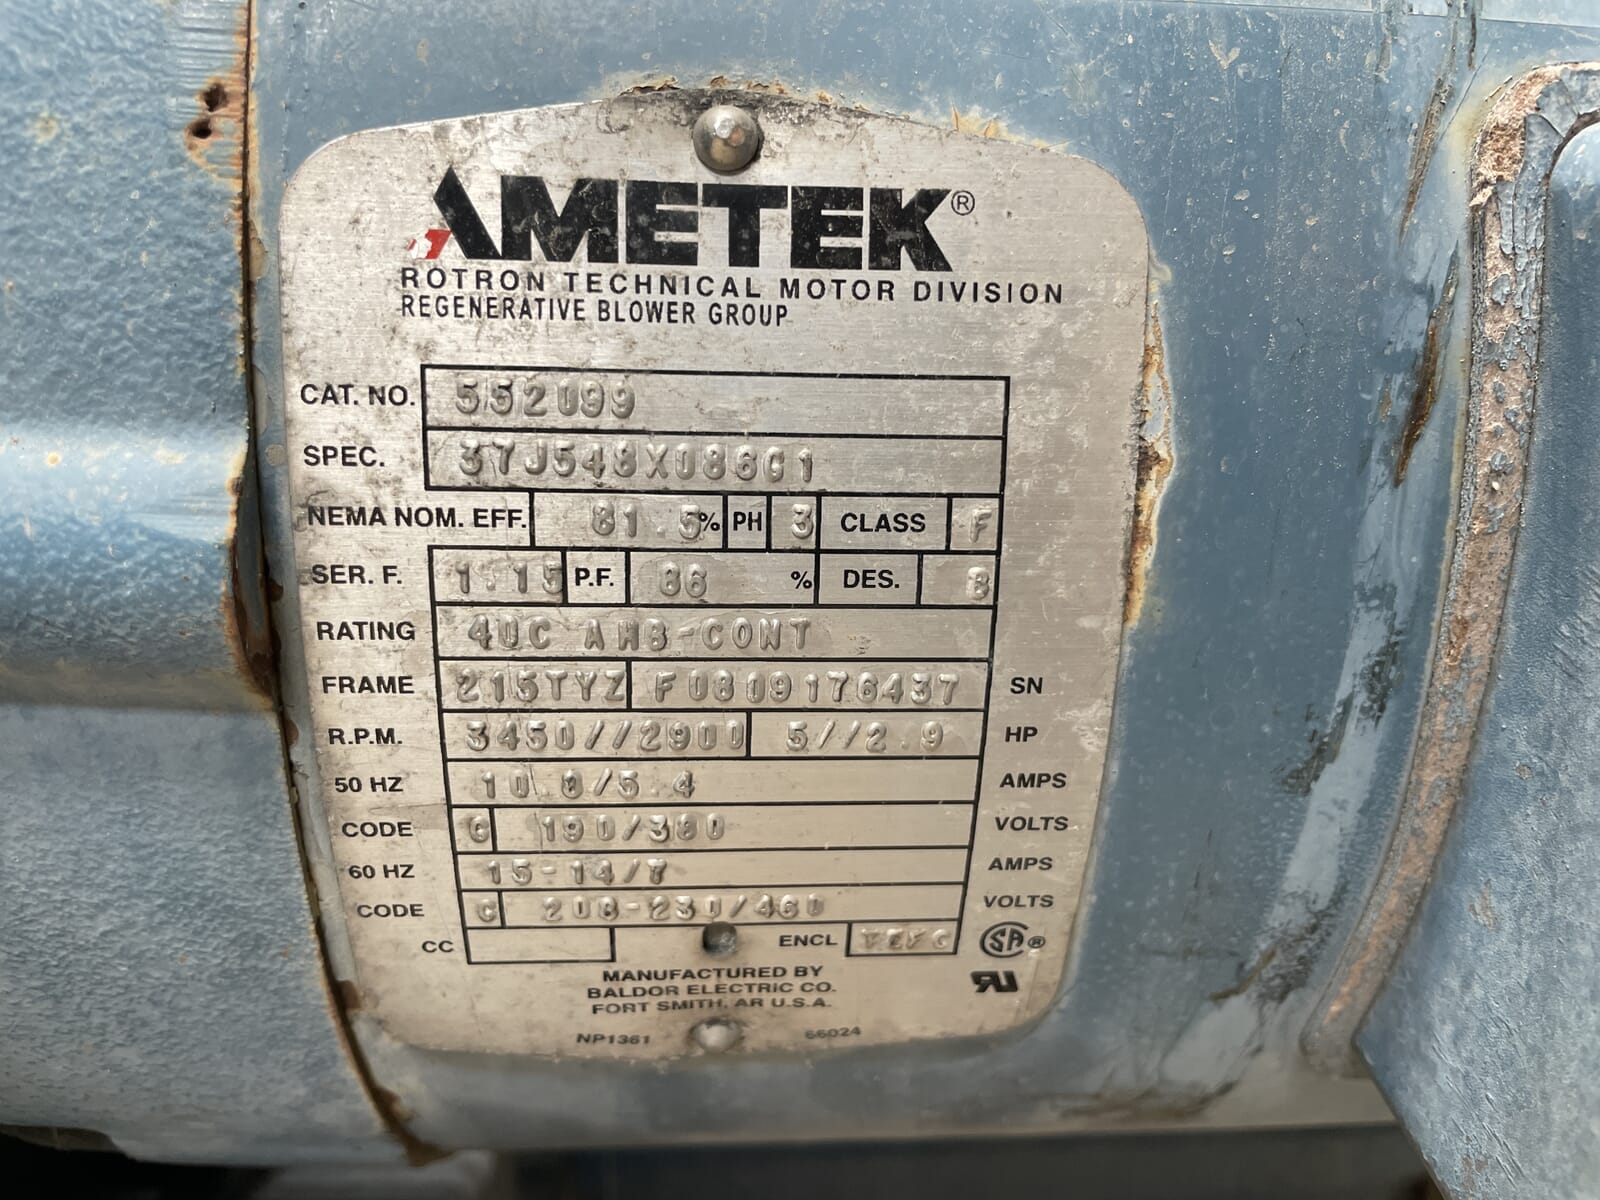 AMETEK®
ROTRON TECHNICAL MOTOR DIVISION
REGENERATIVE BLOWER GROUP
CAT. NO. 552099
SPEC. 37J548X086G1
NEMA NOM. EFF. 81.5% PH 3 CLASS F
SER. F. 1.15 P.F. 86 % DES. B
RATING 40C AMB-CONT
FRAME 215TYZ F0809176437 SN
R.P.M. 3450//2900 5//2.9 HP
50 HZ 10.8/5.4 AMPS
CODE G 190/380 VOLTS
60 HZ 15-14/7 AMPS
CODE G 208-230/460 VOLTS
CC ENCL TEFC SA®
MANUFACTURED BY
BALDOR ELECTRIC CO.
FORT SMITH, AR U.S.A.
NP1361 66024